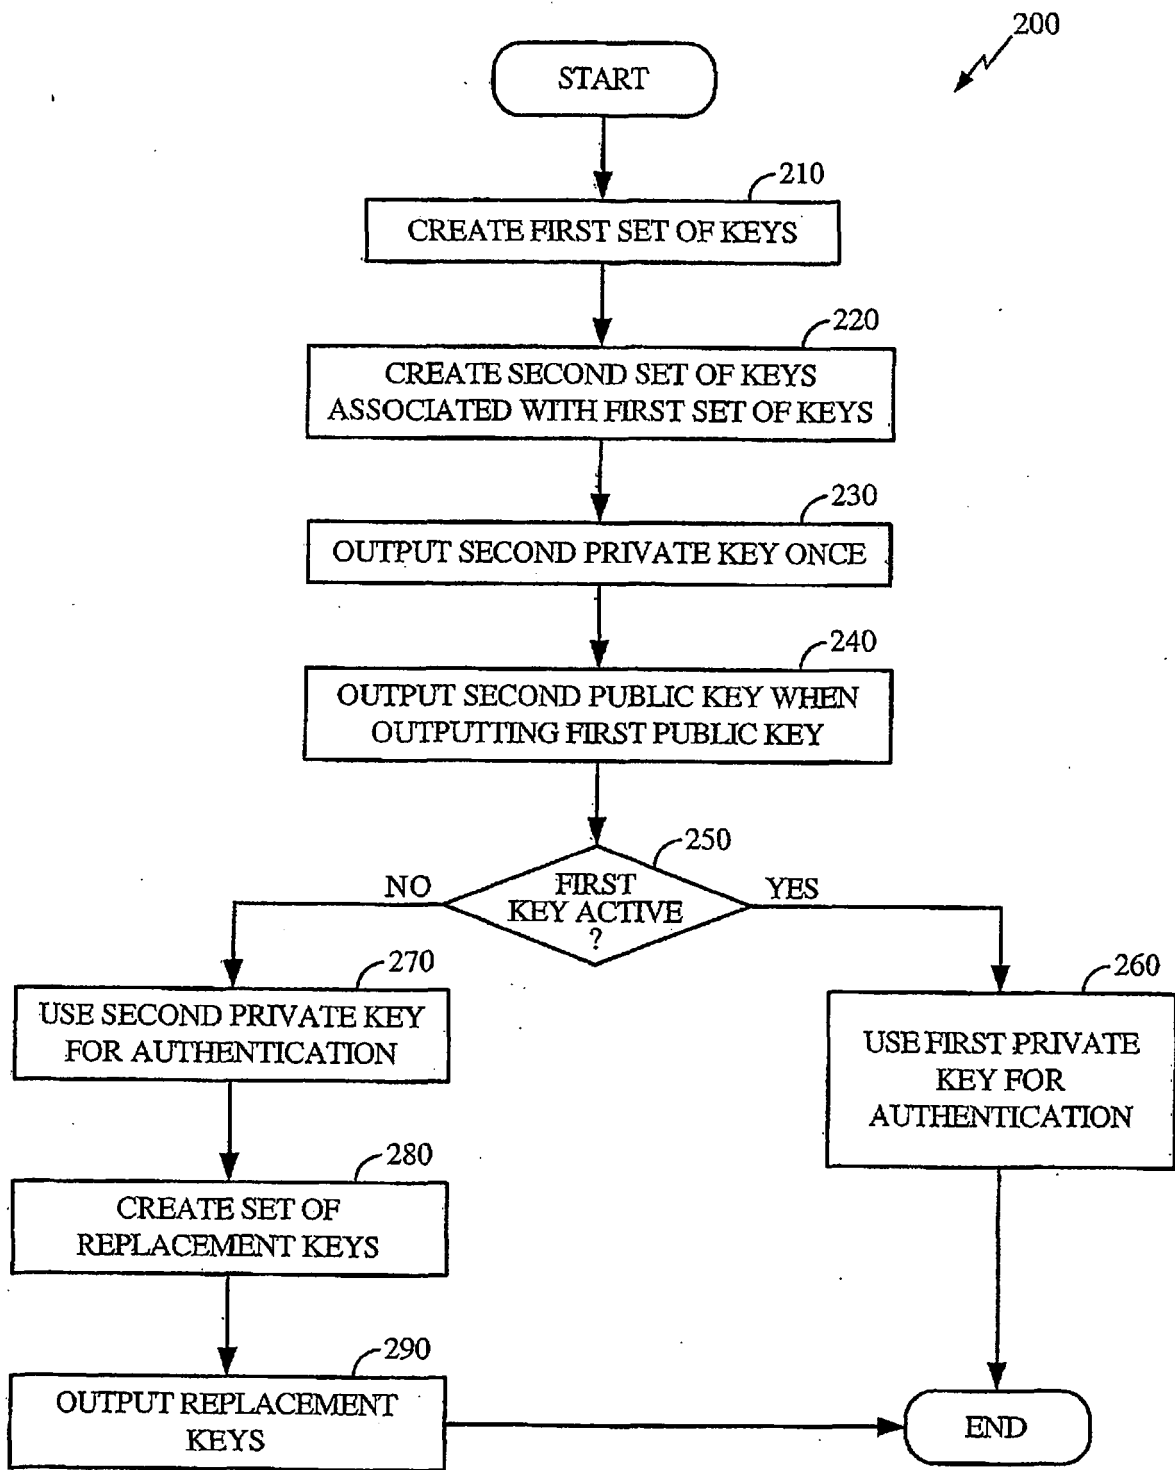 200
START
210
CREATE FIRST SET OF KEYS
220
CREATE SECOND SET OF KEYS
ASSOCIATED WITH FIRST SET OF KEYS
230
OUTPUT SECOND PRIVATE KEY ONCE
240
OUTPUT SECOND PUBLIC KEY WHEN
OUTPUTTING FIRST PUBLIC KEY
250
FIRST
KEY ACTIVE
?
NO
YES
270
USE SECOND PRIVATE KEY
FOR AUTHENTICATION
260
USE FIRST PRIVATE
KEY FOR
AUTHENTICATION
280
CREATE SET OF
REPLACEMENT KEYS
290
OUTPUT REPLACEMENT
KEYS
END